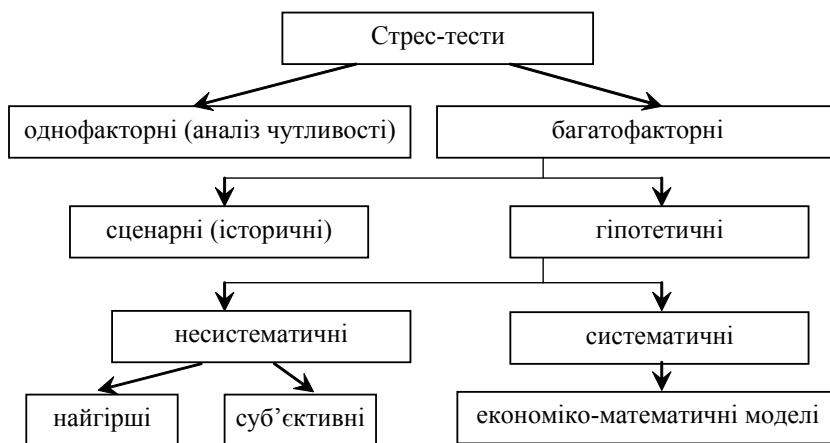 Стрес-тести
однофакторні (аналіз чутливості)
багатофакторні
сценарні (історичні)
гіпотетичні
несистематичні
систематичні
найгірші
суб’єктивні
економіко-математичні моделі